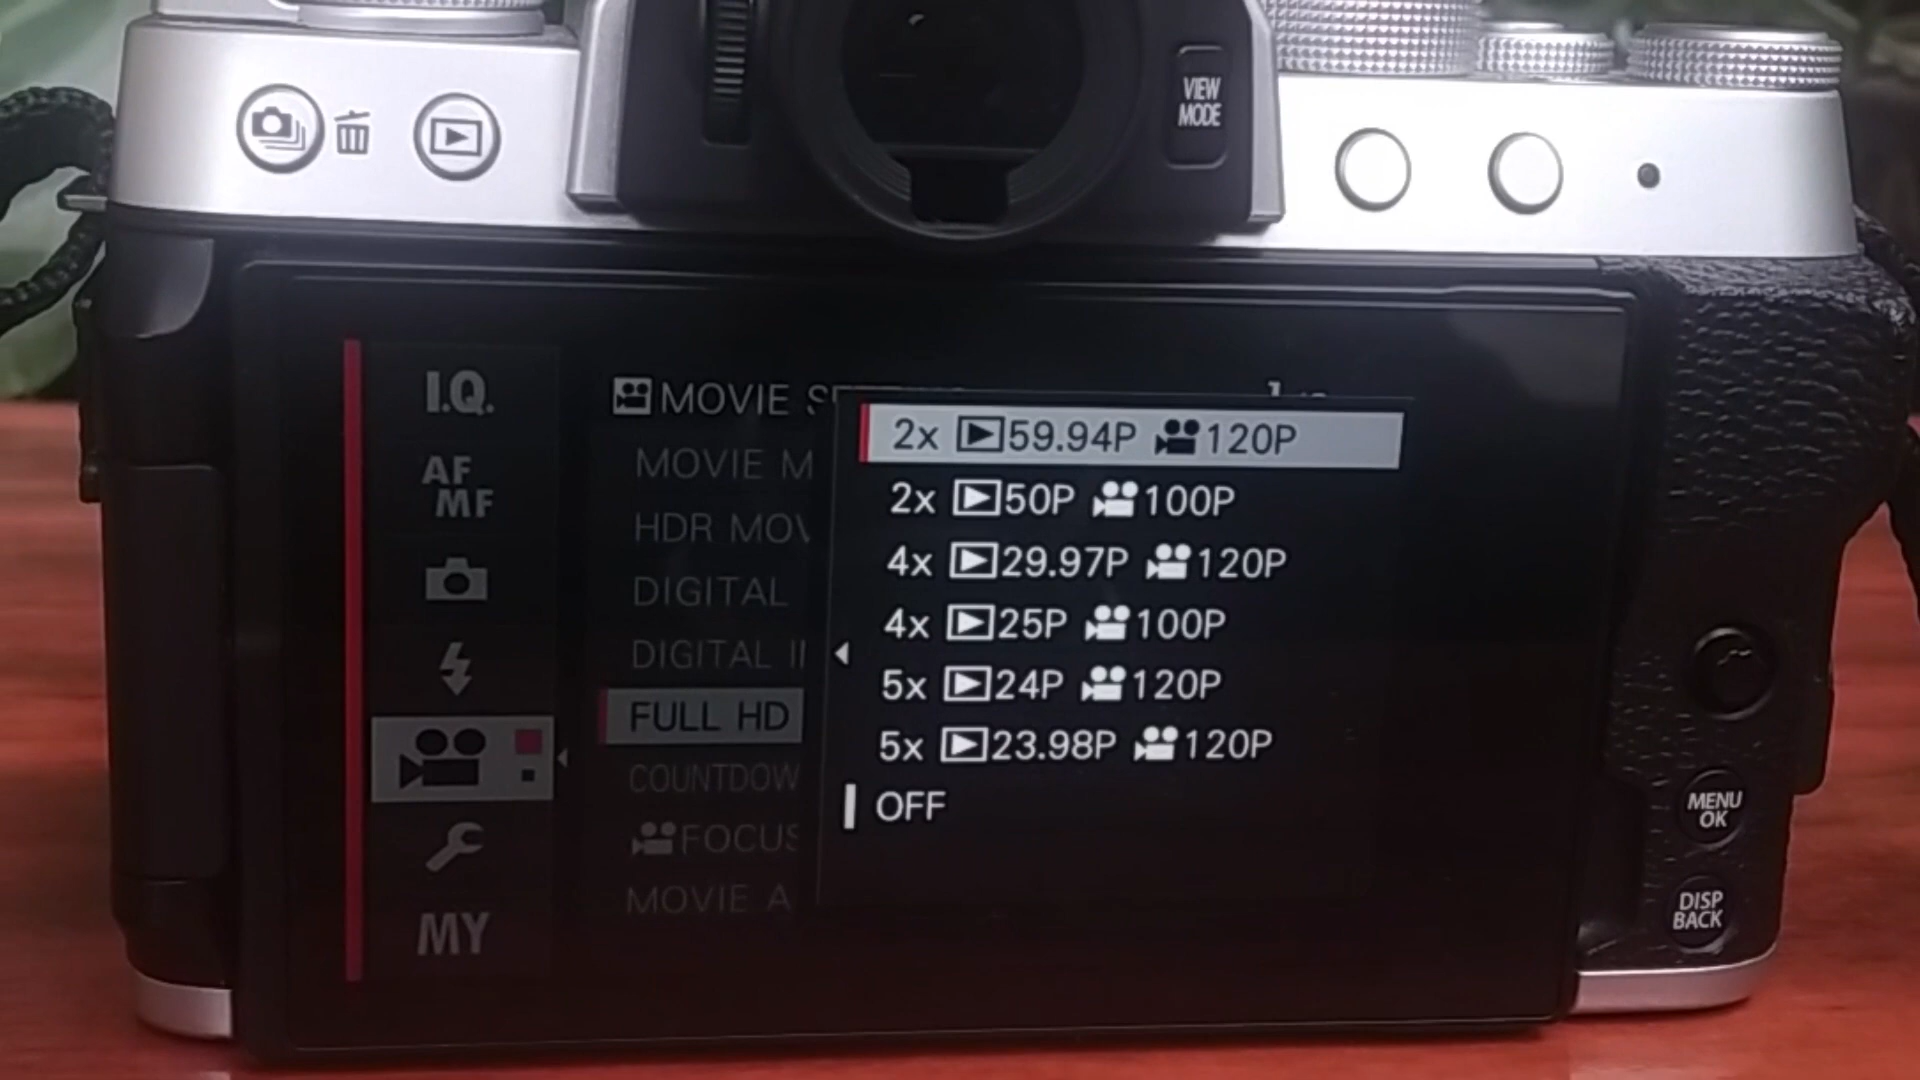 VIEW
MODE
I.Q.
AF
MF
MY
MOVIE
MOVIE M
HDR MOV
DIGITAL
DIGITAL I
FULL HD
COUNTDOW
FOCUS
MOVIE A
2x 59.94P 120P
2x 50P 100P
4x 29.97P 120P
4x 25P 100P
5x 24P 120P
5x 23.98P 120P
OFF
MENU
OK
DISP
BACK